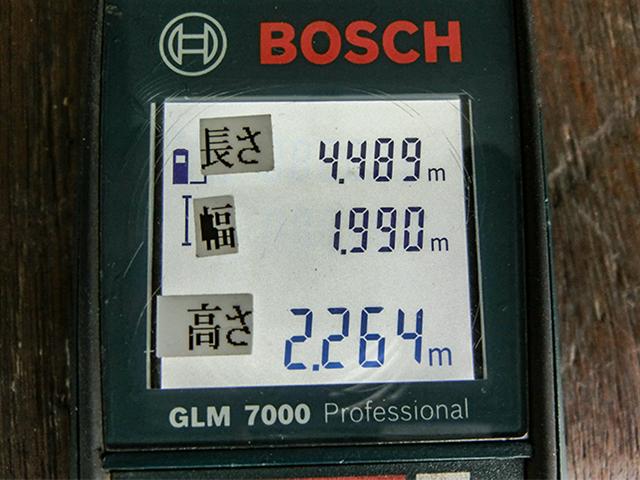 BOSCH
長さ 4.489 m
幅 1.990 m
高さ 2.264 m
GLM 7000 Professional